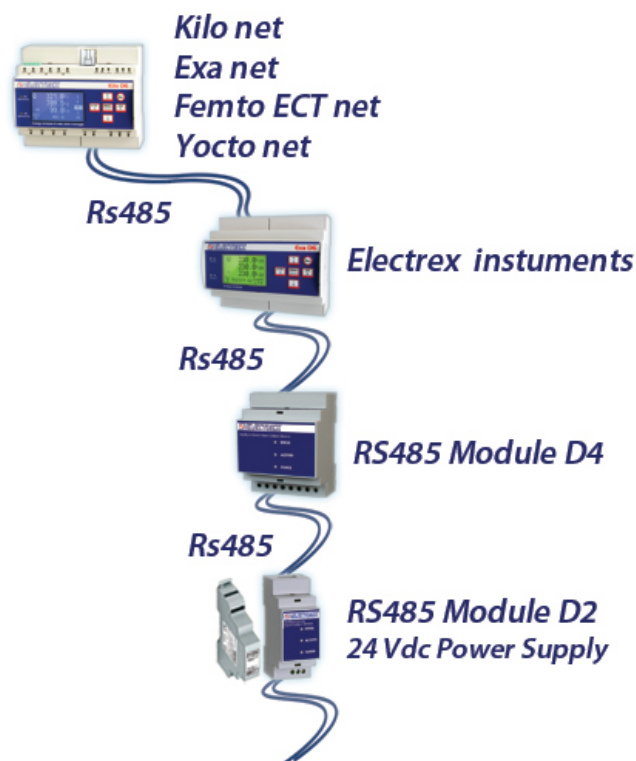 Kilo net
Exa net
Femto ECT net
Yocto net
Rs485
Electrex instuments
Rs485
RS485 Module D4
Rs485
RS485 Module D2
24 Vdc Power Supply